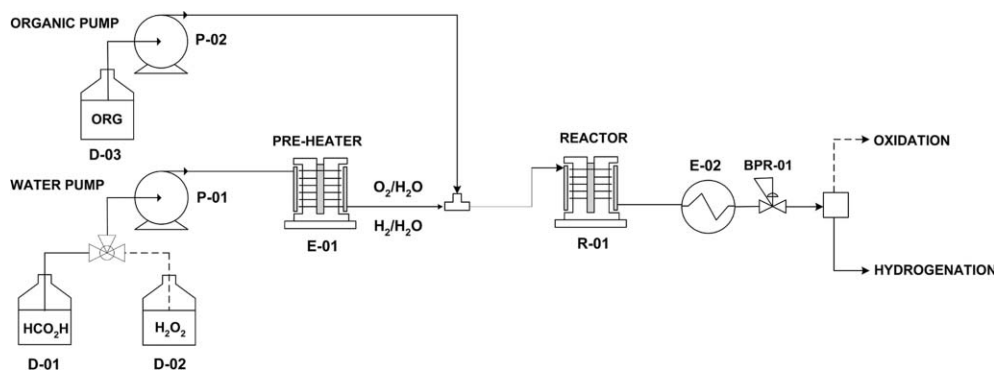 ORGANIC PUMP
P-02
ORG
D-03
PRE-HEATER
REACTOR
OXIDATION
WATER PUMP
P-01
O₂/H₂O
H₂/H₂O
E-01
E-02
BPR-01
R-01
HYDROGENATION
HCO₂H
H₂O₂
D-01
D-02